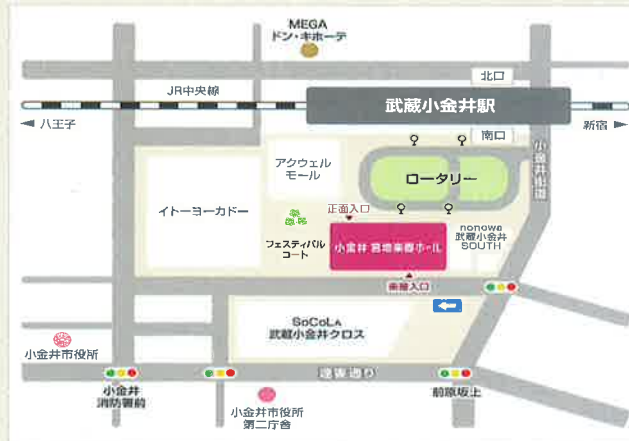 MEGA
ドン・キホーテ
北口
JR中央線
武蔵小金井駅
八王子
新宿
南口
小金井街道
アクウェル
モール
ロータリー
イトーヨーカドー
正面入口
nonowa
武蔵小金井
SOUTH
フェスティバル
コート
小金井 宮地楽器ホール
楽屋入口
SoCoLA
武蔵小金井クロス
小金井市役所
連雀通り
小金井
消防署前
前原坂上
小金井市役所
第二庁舎